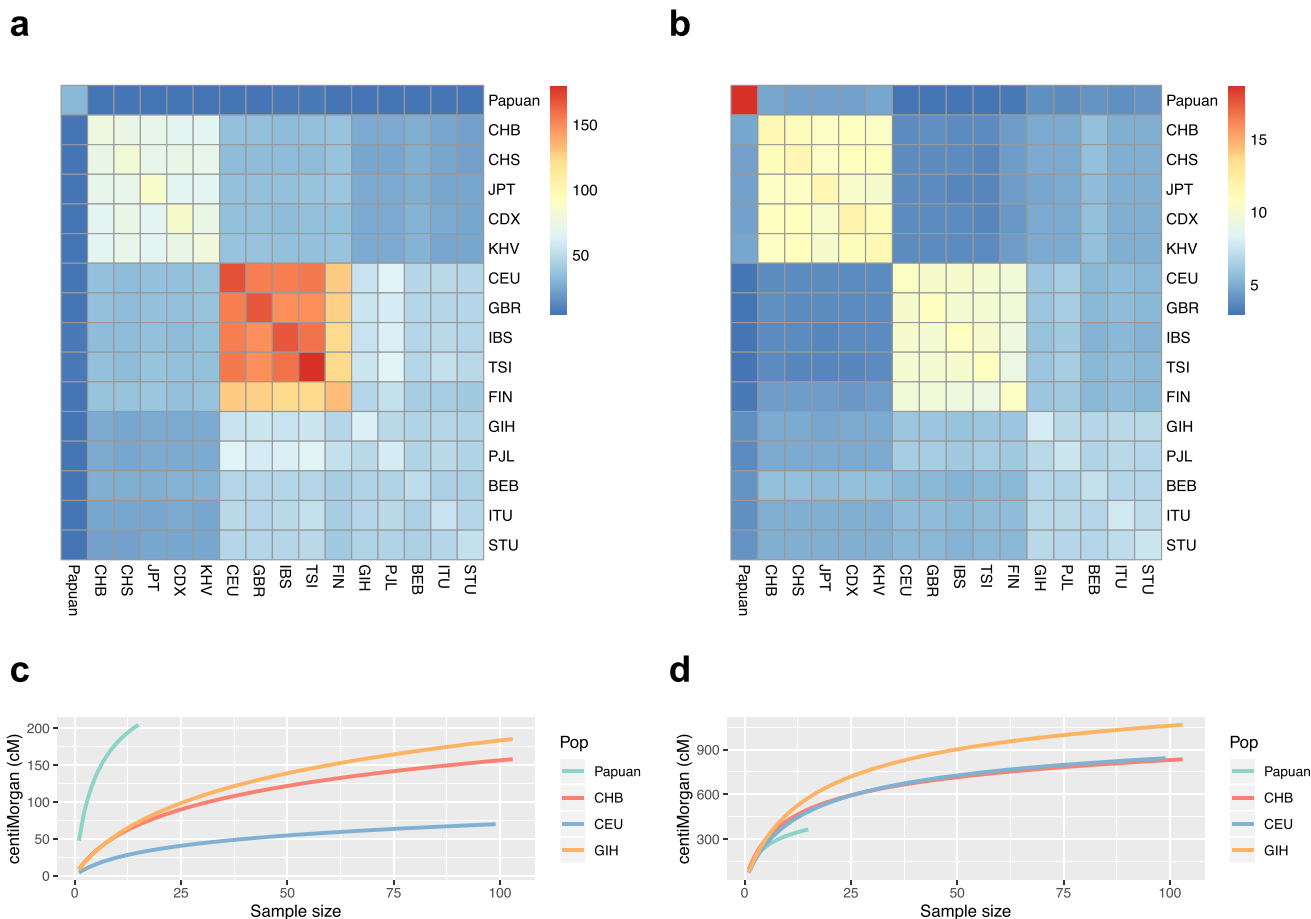 a
b
Papuan
CHB
CHS
JPT
CDX
KHV
CEU
GBR
IBS
TSI
FIN
GIH
PJL
BEB
ITU
STU
150
100
50
Papuan CHB CHS JPT CDX KHV CEU GBR IBS TSI FIN GIH PJL BEB ITU STU
Papuan
CHB
CHS
JPT
CDX
KHV
CEU
GBR
IBS
TSI
FIN
GIH
PJL
BEB
ITU
STU
15
10
5
Papuan CHB CHS JPT CDX KHV CEU GBR IBS TSI FIN GIH PJL BEB ITU STU
c
centiMorgan (cM)
200
150
100
50
0
0 25 50 75 100
Sample size
Pop
Papuan
CHB
CEU
GIH
d
centiMorgan (cM)
900
600
300
0 25 50 75 100
Sample size
Pop
Papuan
CHB
CEU
GIH